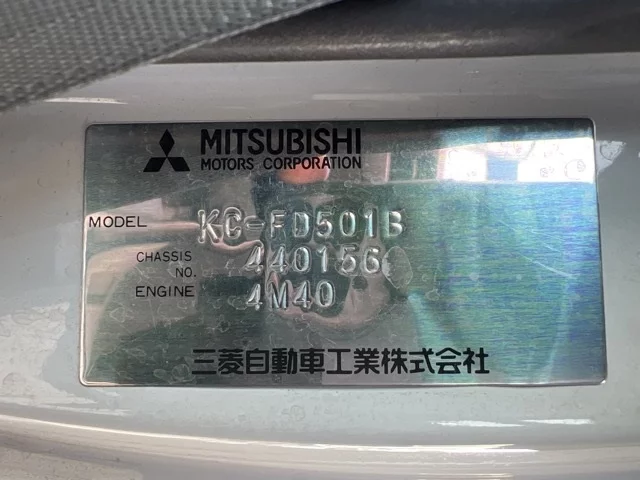 MITSUBISHI
MOTORS CORPORATION
MODEL KC-FD501B
CHASSIS NO. 440156
ENGINE 4M40
三菱自動車工業株式会社